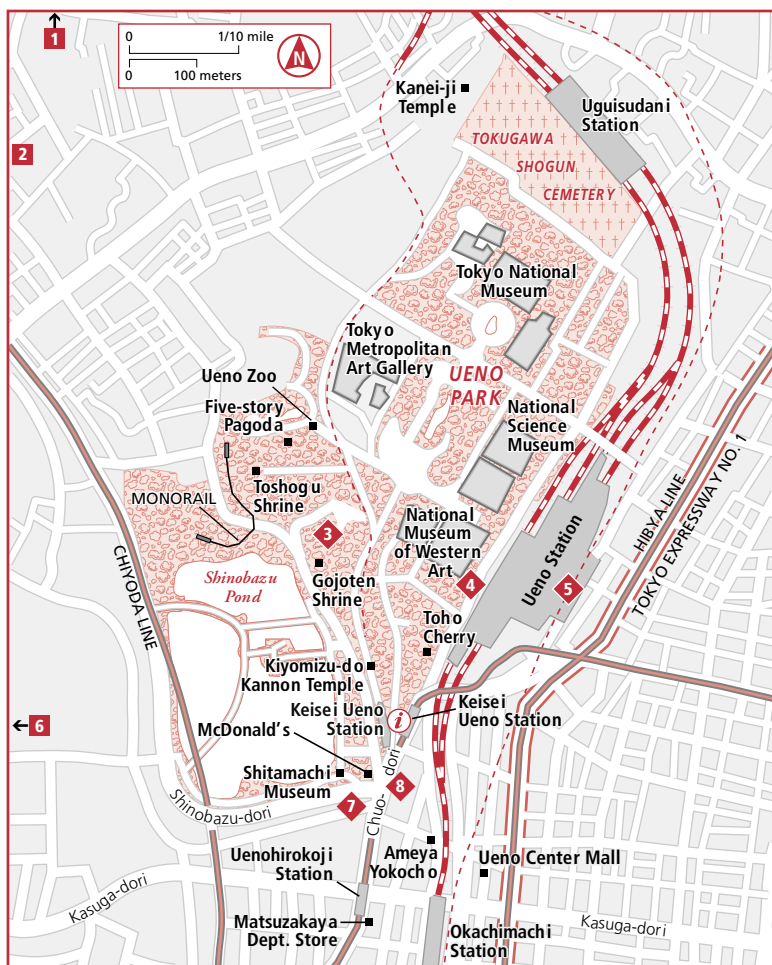 1
0
1/10 mile
0
100 meters
N
2
Kanei-ji
Temple
Uguisudani
Station
TOKUGAWA
SHOGUN
CEMETERY
Tokyo National
Museum
Tokyo
Metropolitan
Art Gallery
UENO
PARK
Ueno Zoo
Five-story
Pagoda
National
Science
Museum
Toshogu
Shrine
MONORAIL
3
National
Museum
of Western
Art
4
Ueno Station
5
HIBYA LINE
TOKYO EXPRESSWAY NO. 1
CHIYODA LINE
Shinobazu
Pond
Gojoten
Shrine
Toho
Cherry
Kiyomizu-do
Kannon Temple
Keisei Ueno
Station
i
Keisei
Ueno Station
6
McDonald's
Shitamachi
Museum
7
8
Chuo-dori
Shinobazu-dori
Uenohirokoji
Station
Ameya
Yokocho
Ueno Center Mall
Kasuga-dori
Matsuzakaya
Dept. Store
Okachimachi
Station
Kasuga-dori